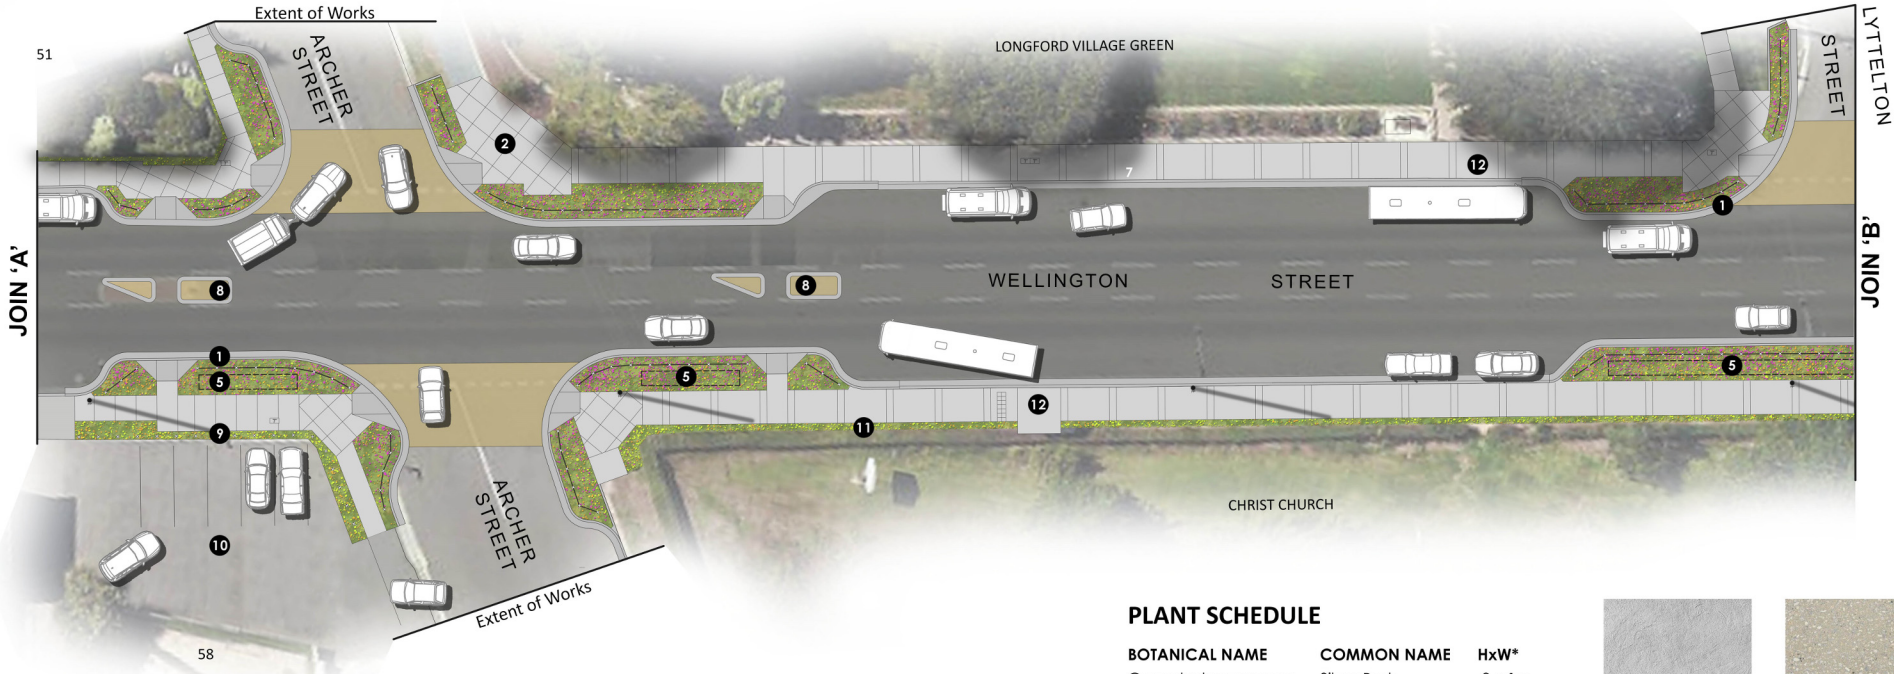 Extent of Works
51
ARCHER
STREET
LONGFORD VILLAGE GREEN
STREET
LYTTELTON
2
12
7
1
JOIN ‘A’
8
8
WELLINGTON STREET
JOIN ‘B’
1
5
5
5
9
11
12
10
ARCHER
STREET
CHRIST CHURCH
Extent of Works
58
PLANT SCHEDULE
BOTANICAL NAME COMMON NAME HxW*